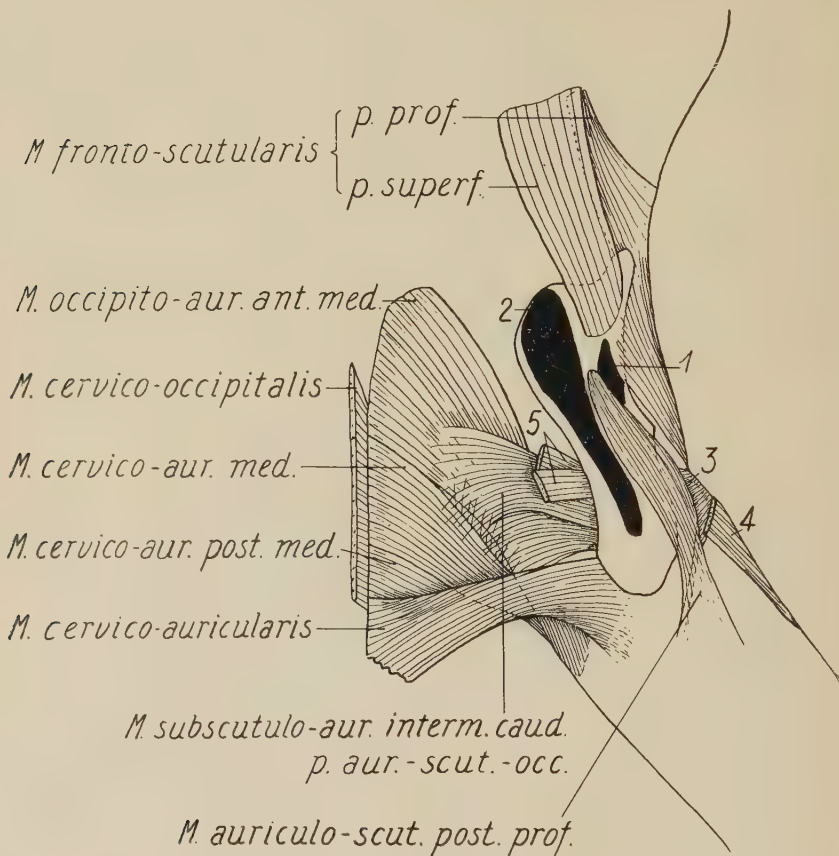 M fronto-scutularis
p. prof.
p. superf.
M. occipito-aur. ant. med.
M. cervico-occipitalis
M. cervico-aur. med.
M. cervico-aur. post. med.
M. cervico-auricularis
2
1
5
3
4
M. subscutulo-aur. interm. caud.
p. aur.-scut.-occ.
M. auriculo-scut. post. prof.